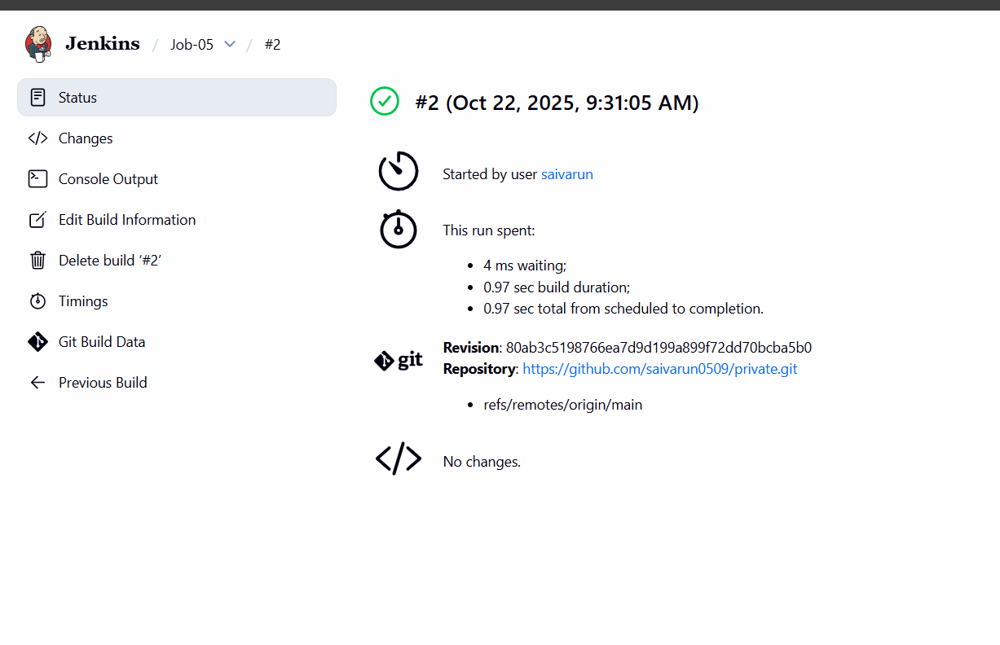 Jenkins / Job-05 / #2
Status
Changes
Console Output
Edit Build Information
Delete build ‘#2’
Timings
Git Build Data
Previous Build
#2 (Oct 22, 2025, 9:31:05 AM)
Started by user saivarun
This run spent:
• 4 ms waiting;
• 0.97 sec build duration;
• 0.97 sec total from scheduled to completion.
git
Revision: 80ab3c5198766ea7d9d199a899f72dd70bcba5b0
Repository: https://github.com/saivarun0509/private.git
• refs/remotes/origin/main
No changes.